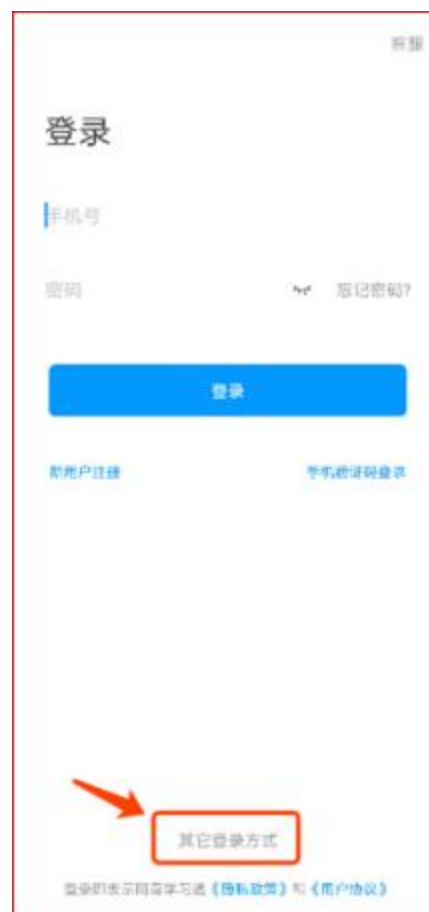 客服
登录
手机号
密码 忘记密码?
登录
新用户注册 手机验证码登录
其它登录方式
登录即表示同意学习通《隐私政策》和《用户协议》